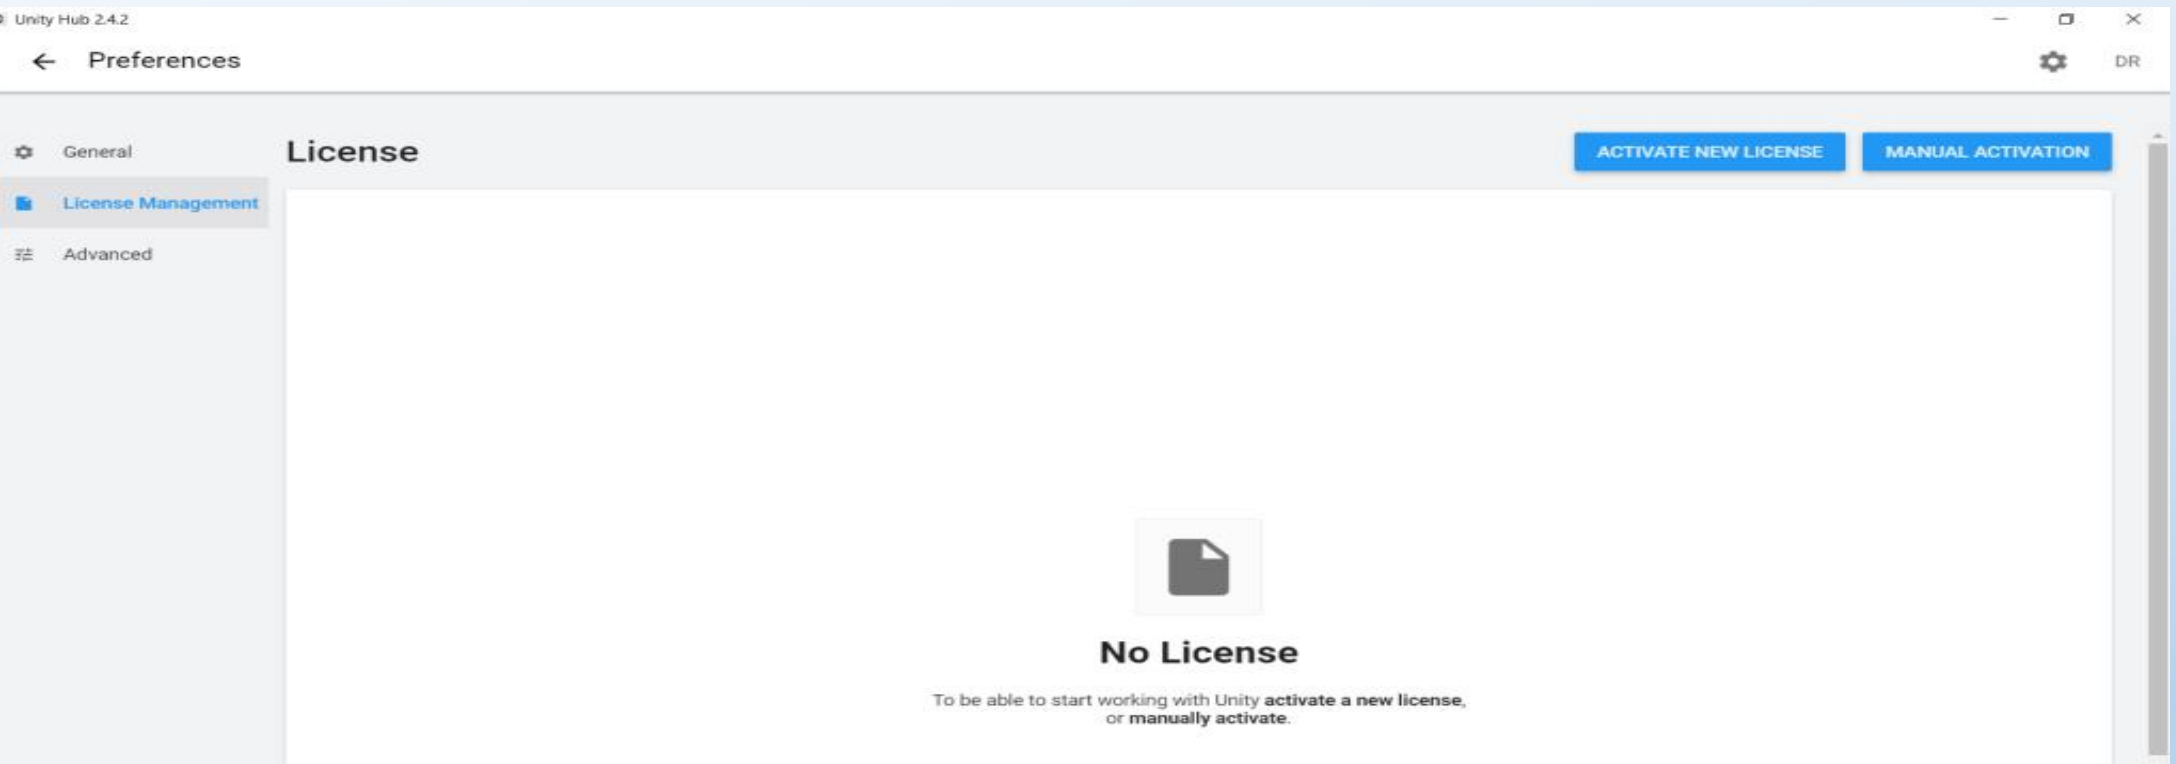 Unity Hub 2.4.2
Preferences
DR
General
License Management
Advanced
License
ACTIVATE NEW LICENSE
MANUAL ACTIVATION
No License
To be able to start working with Unity activate a new license,
or manually activate.